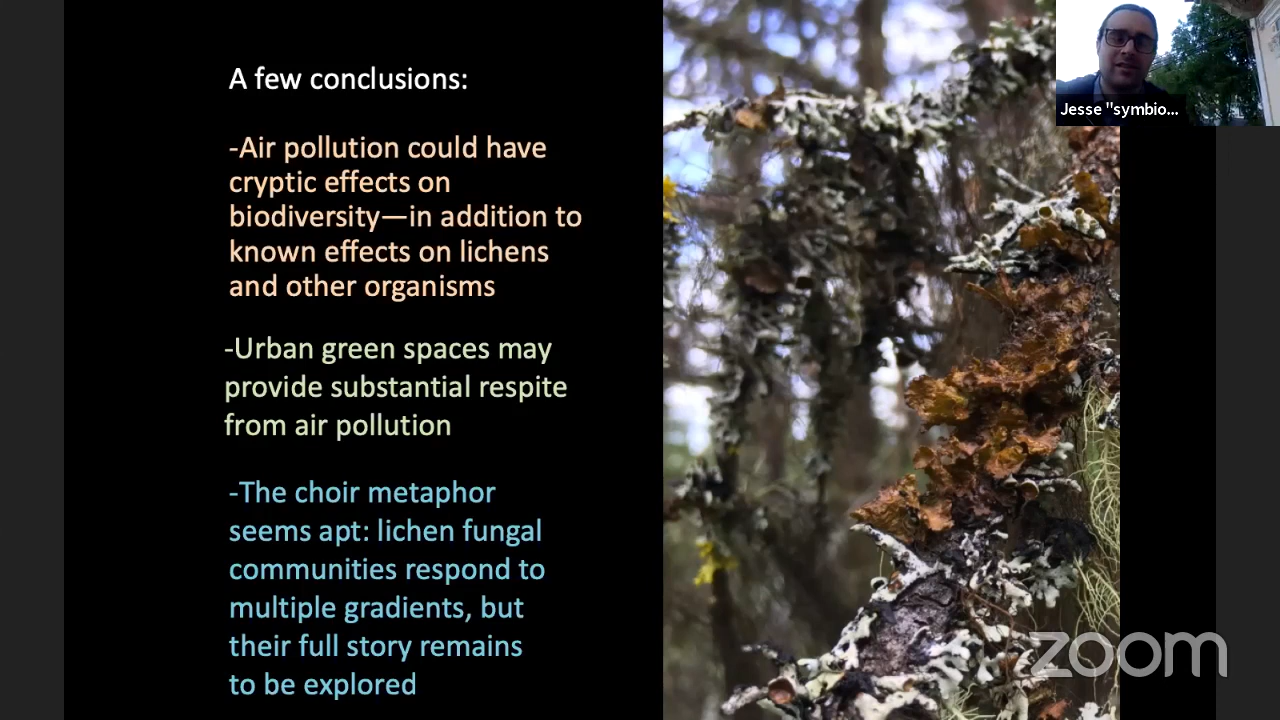 A few conclusions:
-Air pollution could have
cryptic effects on
biodiversity—in addition to
known effects on lichens
and other organisms
-Urban green spaces may
provide substantial respite
from air pollution
-The choir metaphor
seems apt: lichen fungal
communities respond to
multiple gradients, but
their full story remains
to be explored
Jesse "symbio...
zoom